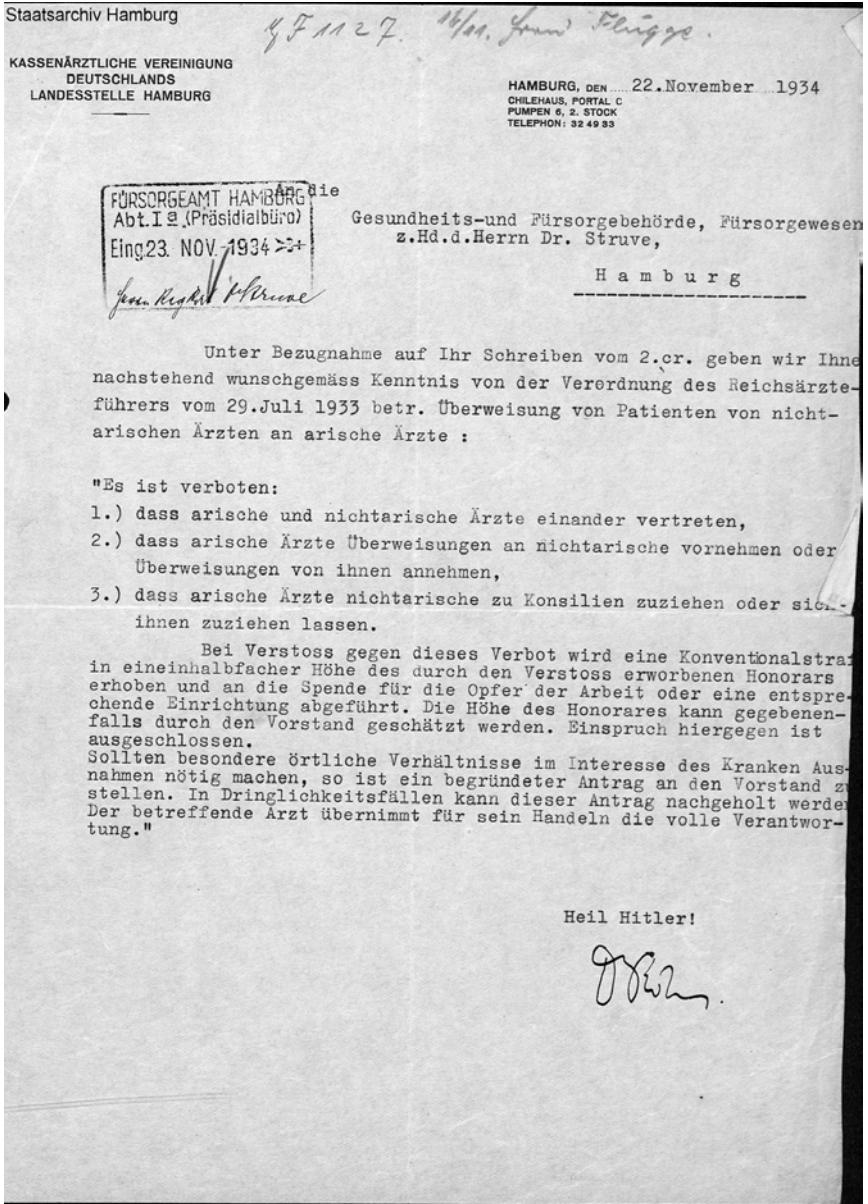 Staatsarchiv Hamburg
16/11. Frau Flügge.
KASSENÄRZTLICHE VEREINIGUNG
DEUTSCHLANDS
LANDESSTELLE HAMBURG
HAMBURG, DEN 22.November 1934
CHILEHAUS, PORTAL C
PUMPEN 6, 2. STOCK
TELEPHON: 32 49 33
An die
FÜRSORGEAMT HAMBURG
Abt.Ia (Präsidialbüro)
Eing.23. NOV. 1934
Gesundheits-und Fürsorgebehörde, Fürsorgewesen
z.Hd.d.Herrn Dr. Struve,
Hamburg
Unter Bezugnahme auf Ihr Schreiben vom 2.cr. geben wir Ihne
nachstehend wunschgemäss Kenntnis von der Verordnung des Reichsärzte-
führers vom 29.Juli 1933 betr. Überweisung von Patienten von nicht-
arischen Ärzten an arische Ärzte :
"Es ist verboten:
1.) dass arische und nichtarische Ärzte einander vertreten,
2.) dass arische Ärzte Überweisungen an nichtarische vornehmen oder
Überweisungen von ihnen annehmen,
3.) dass arische Ärzte nichtarische zu Konsilien zuziehen oder sich-
ihnen zuziehen lassen.
Bei Verstoss gegen dieses Verbot wird eine Konventionalstraf
in eineinhalbfacher Höhe des durch den Verstoss erworbenen Honorars
erhoben und an die Spende für die Opfer der Arbeit oder eine entspre-
chende Einrichtung abgeführt. Die Höhe des Honorares kann gegebenen-
falls durch den Vorstand geschätzt werden. Einspruch hiergegen ist
ausgeschlossen.
Sollten besondere örtliche Verhältnisse im Interesse des Kranken Aus-
nahmen nötig machen, so ist ein begründeter Antrag an den Vorstand zu
stellen. In Dringlichkeitsfällen kann dieser Antrag nachgeholt werden
Der betreffende Arzt übernimmt für sein Handeln die volle Verantwor-
tung."
Heil Hitler!